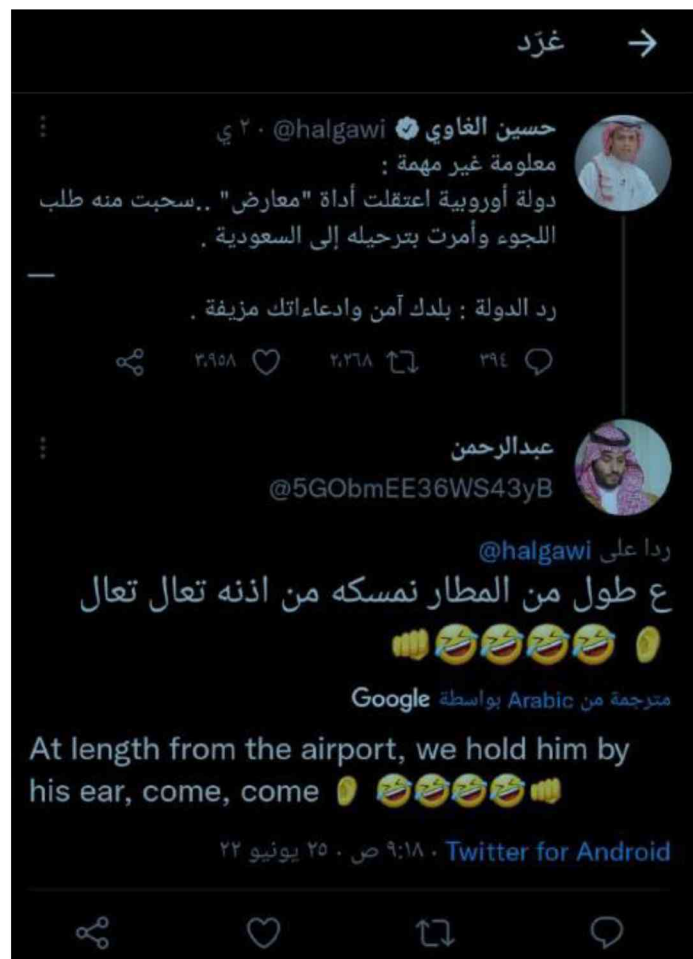 غرّد
حسين الغاوي @halgawi · ٢٠ ي
معلومة غير مهمة :
دولة أوروبية اعتقلت أداة "معارض" ..سحبت منه طلب
اللجوء وأمرت بترحيله إلى السعودية .
—
رد الدولة : بلدك آمن وادعاءاتك مزيفة .
٣٩٤ ٢،٢٦٨ ٣،٩٥٨
عبدالرحمن
@5GObmEE36WS43yB
ردا على @halgawi
ع طول من المطار نمسكه من اذنه تعال تعال
👂 🤣🤣🤣🤣👊
مترجمة من Arabic بواسطة Google
At length from the airport, we hold him by
his ear, come, come 👂 🤣🤣🤣🤣👊
٩:١٨ ص · ٢٥ يونيو ٢٢ · Twitter for Android